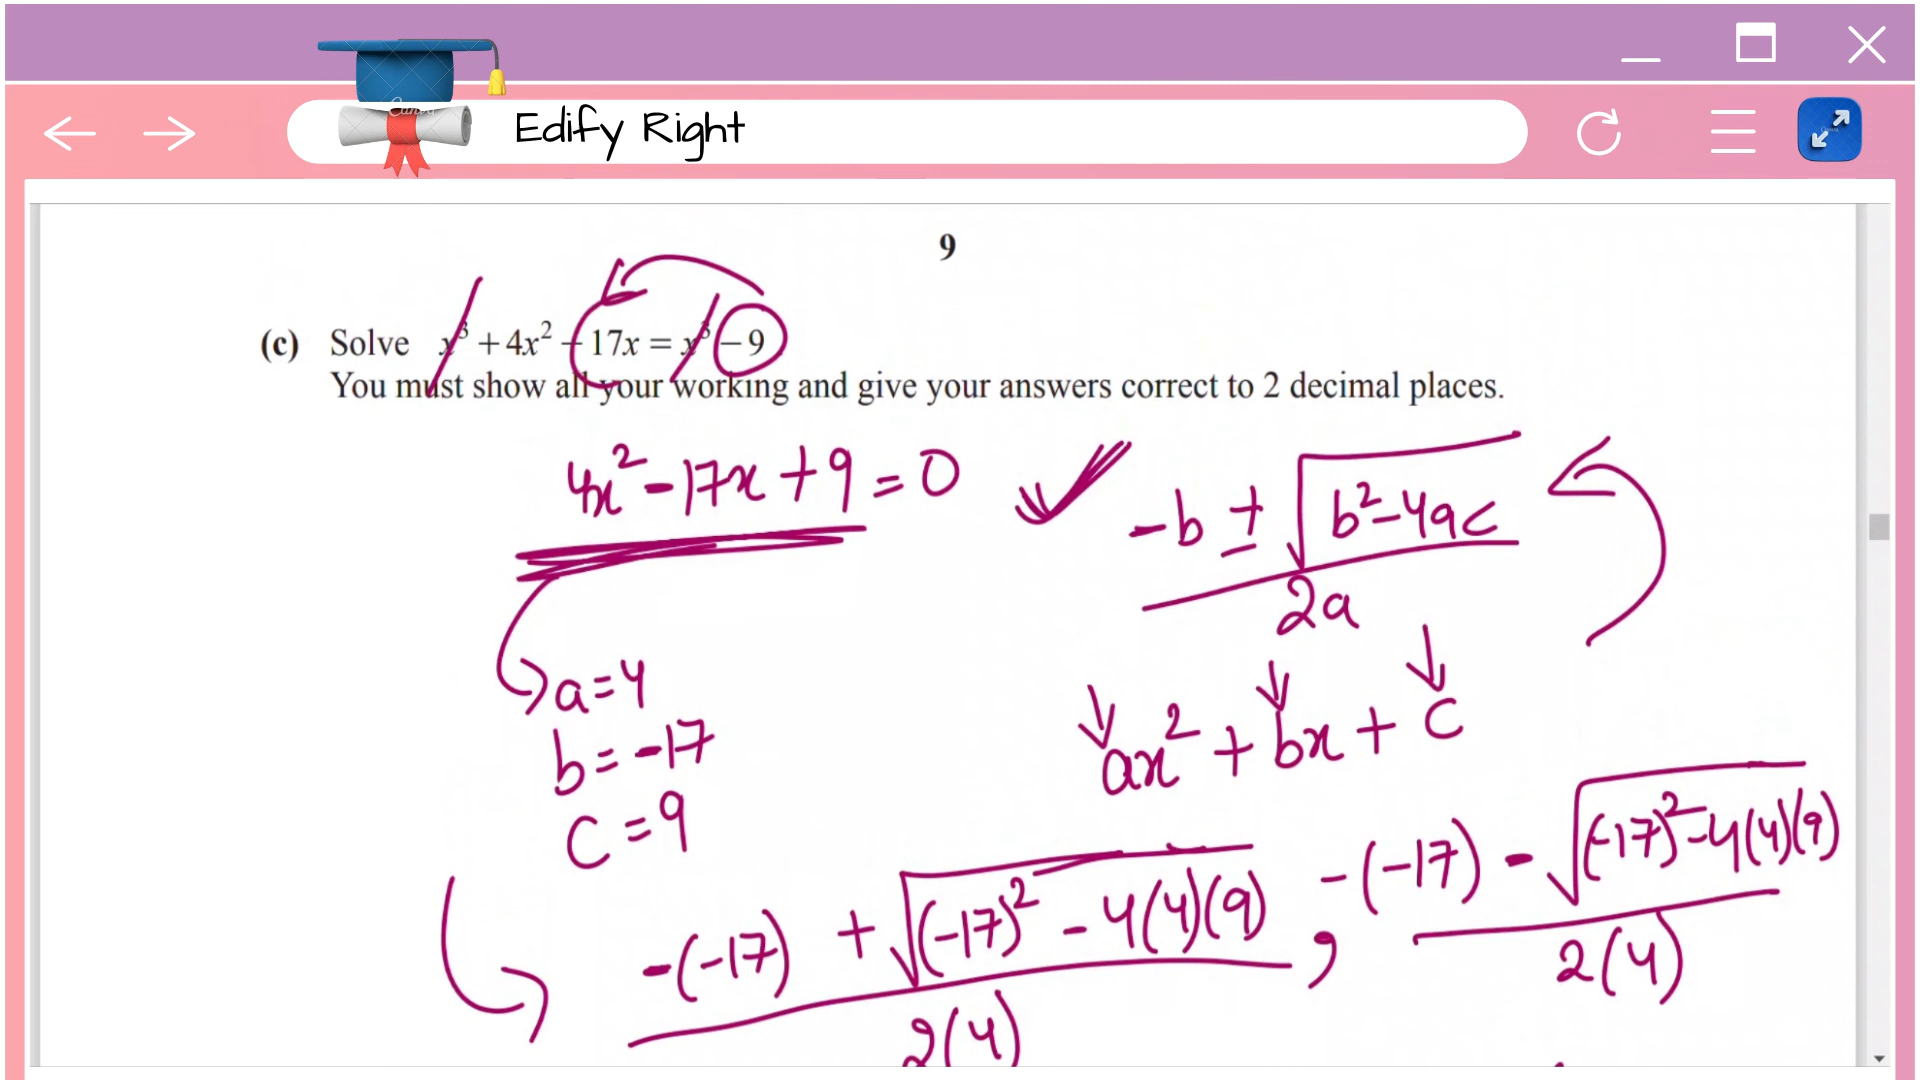 Canva
Edify Right
9
(c) Solve x³ + 4x² − 17x = x³ − 9
You must show all your working and give your answers correct to 2 decimal places.
4x² - 17x + 9 = 0
-b ± √(b² - 4ac)
2a
a = 4
b = -17
c = 9
ax² + bx + c
-(-17) + √((-17)² - 4(4)(9)) , -(-17) - √((-17)² - 4(4)(9))
2(4) 2(4)